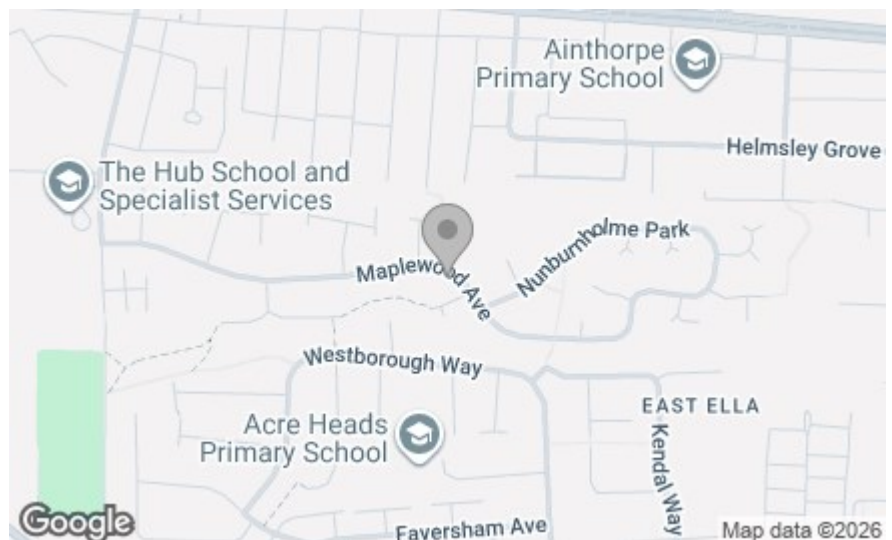 Ainthorpe
Primary School
Helmsley Grove
The Hub School and
Specialist Services
Nunburnholme Park
Maplewood Ave
Westborough Way
EAST ELLA
Acre Heads
Primary School
Kendal Way
Faversham Ave
Google
Map data ©2026